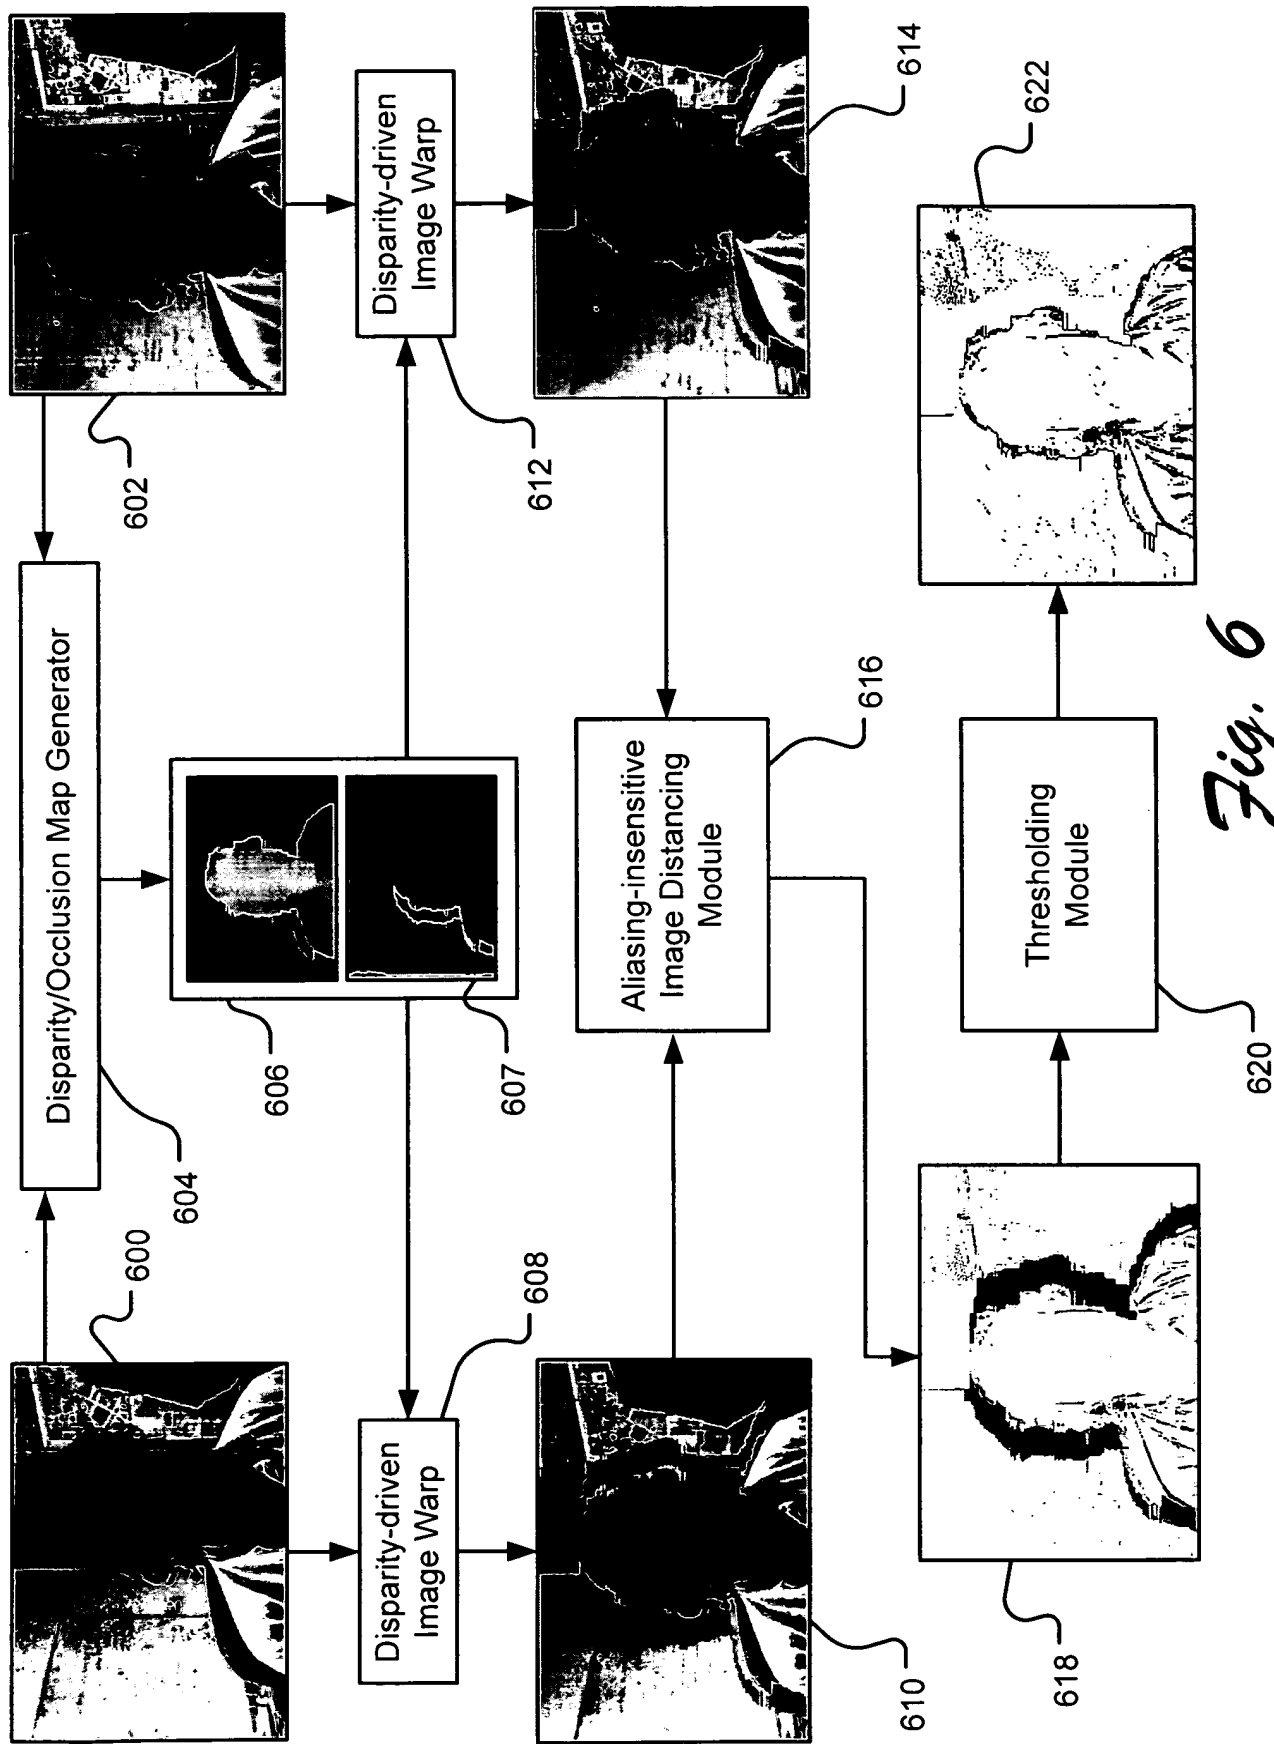 600
602
Disparity/Occlusion Map Generator
604
606
607
Disparity-driven
Image Warp
608
Disparity-driven
Image Warp
612
610
614
Aliasing-insensitive
Image Distancing
Module
616
618
Thresholding
Module
620
622
Fig. 6